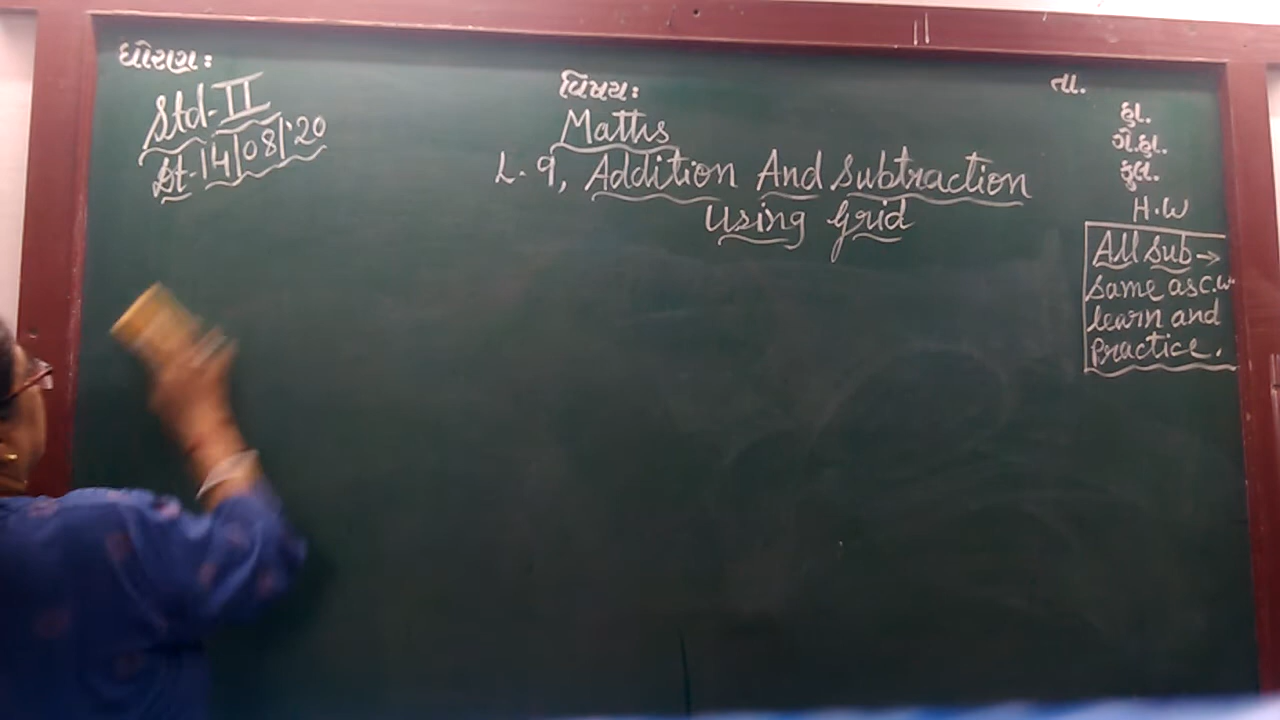 ધોરણ:
Std-II
Dt-14/08/'20
વિષય:
Maths
L-9, Addition And Subtraction
Using Grid
તા.
હા.
ગે.હા.
કુલ.
H.W
All Sub→
Same as C.W.
learn and
Practice.